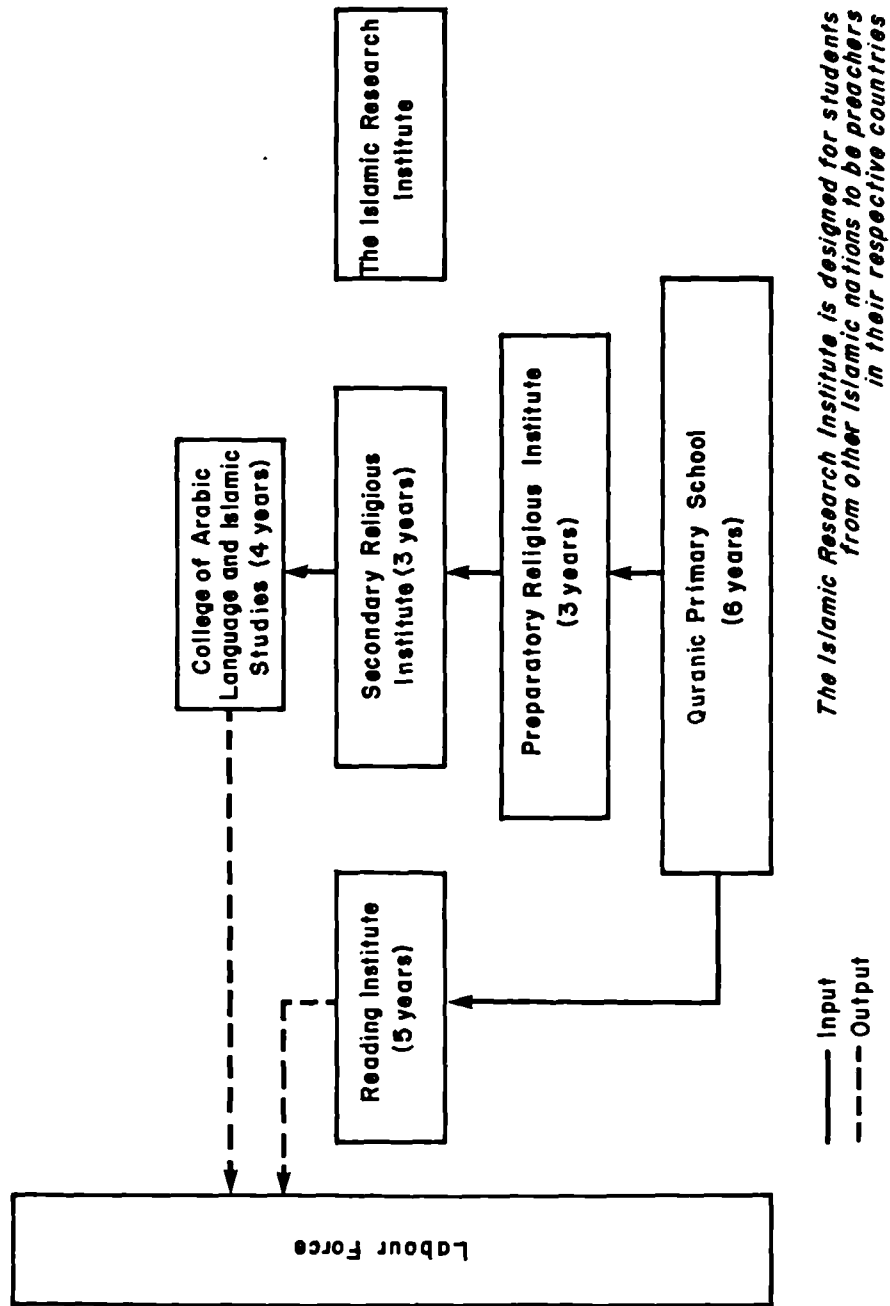 Labour Force
College of Arabic
Language and Islamic
Studies (4 years)
Reading Institute
(5 years)
Secondary Religious
Institute (3 years)
The Islamic Research
Institute
Preparatory Religious Institute
(3 years)
Quranic Primary School
(6 years)
Input
Output
The Islamic Research Institute is designed for students
from other Islamic nations to be preachers
in their respective countries